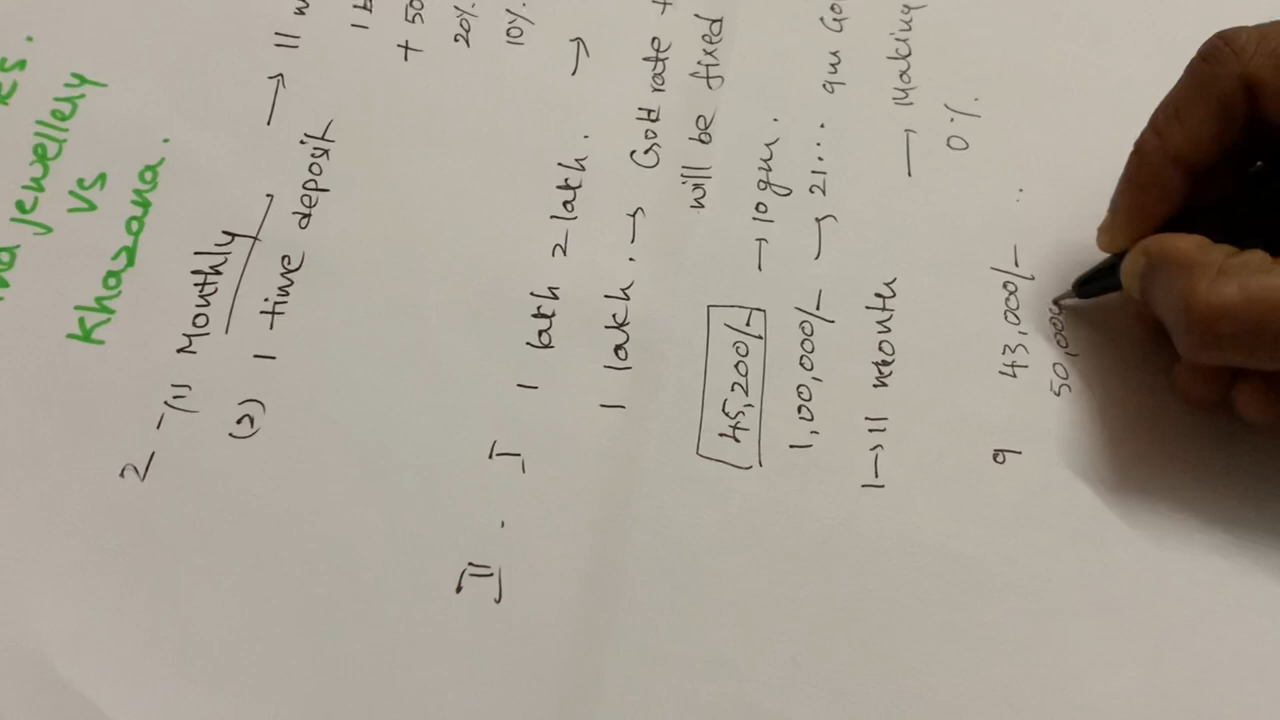 jewellery
vs
Khazana.
2 - (1) Monthly → 11
(2) 1 time deposit
+ 50
20%.
10%.
II . I 1 lakh 2 lakh. →
1 lakh. → Gold rate +
will be fixed
45,200/- → 10 gm.
1,00,000/- → 21... gm
1 → 11 month → Making
0%.
9 43,000/-
50,000